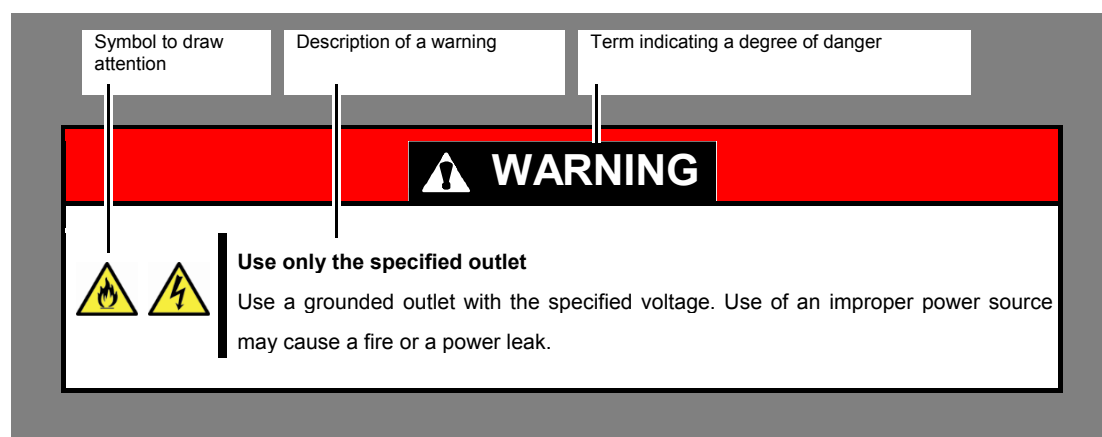 Symbol to draw
attention
Description of a warning
Term indicating a degree of danger
WARNING
Use only the specified outlet
Use a grounded outlet with the specified voltage. Use of an improper power source
may cause a fire or a power leak.